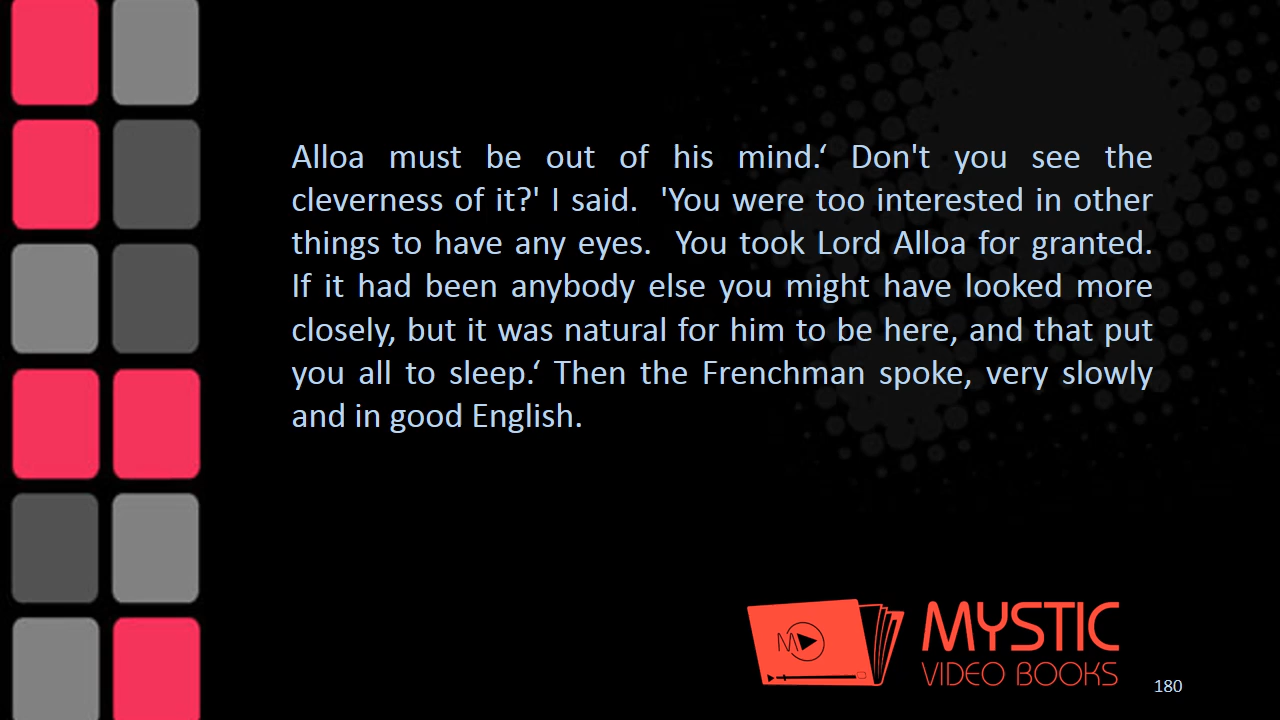 Alloa must be out of his mind.‘ Don't you see the
cleverness of it?' I said.  'You were too interested in other
things to have any eyes.  You took Lord Alloa for granted.
If it had been anybody else you might have looked more
closely, but it was natural for him to be here, and that put
you all to sleep.‘ Then the Frenchman spoke, very slowly
and in good English.
M
MYSTIC
VIDEO BOOKS
180